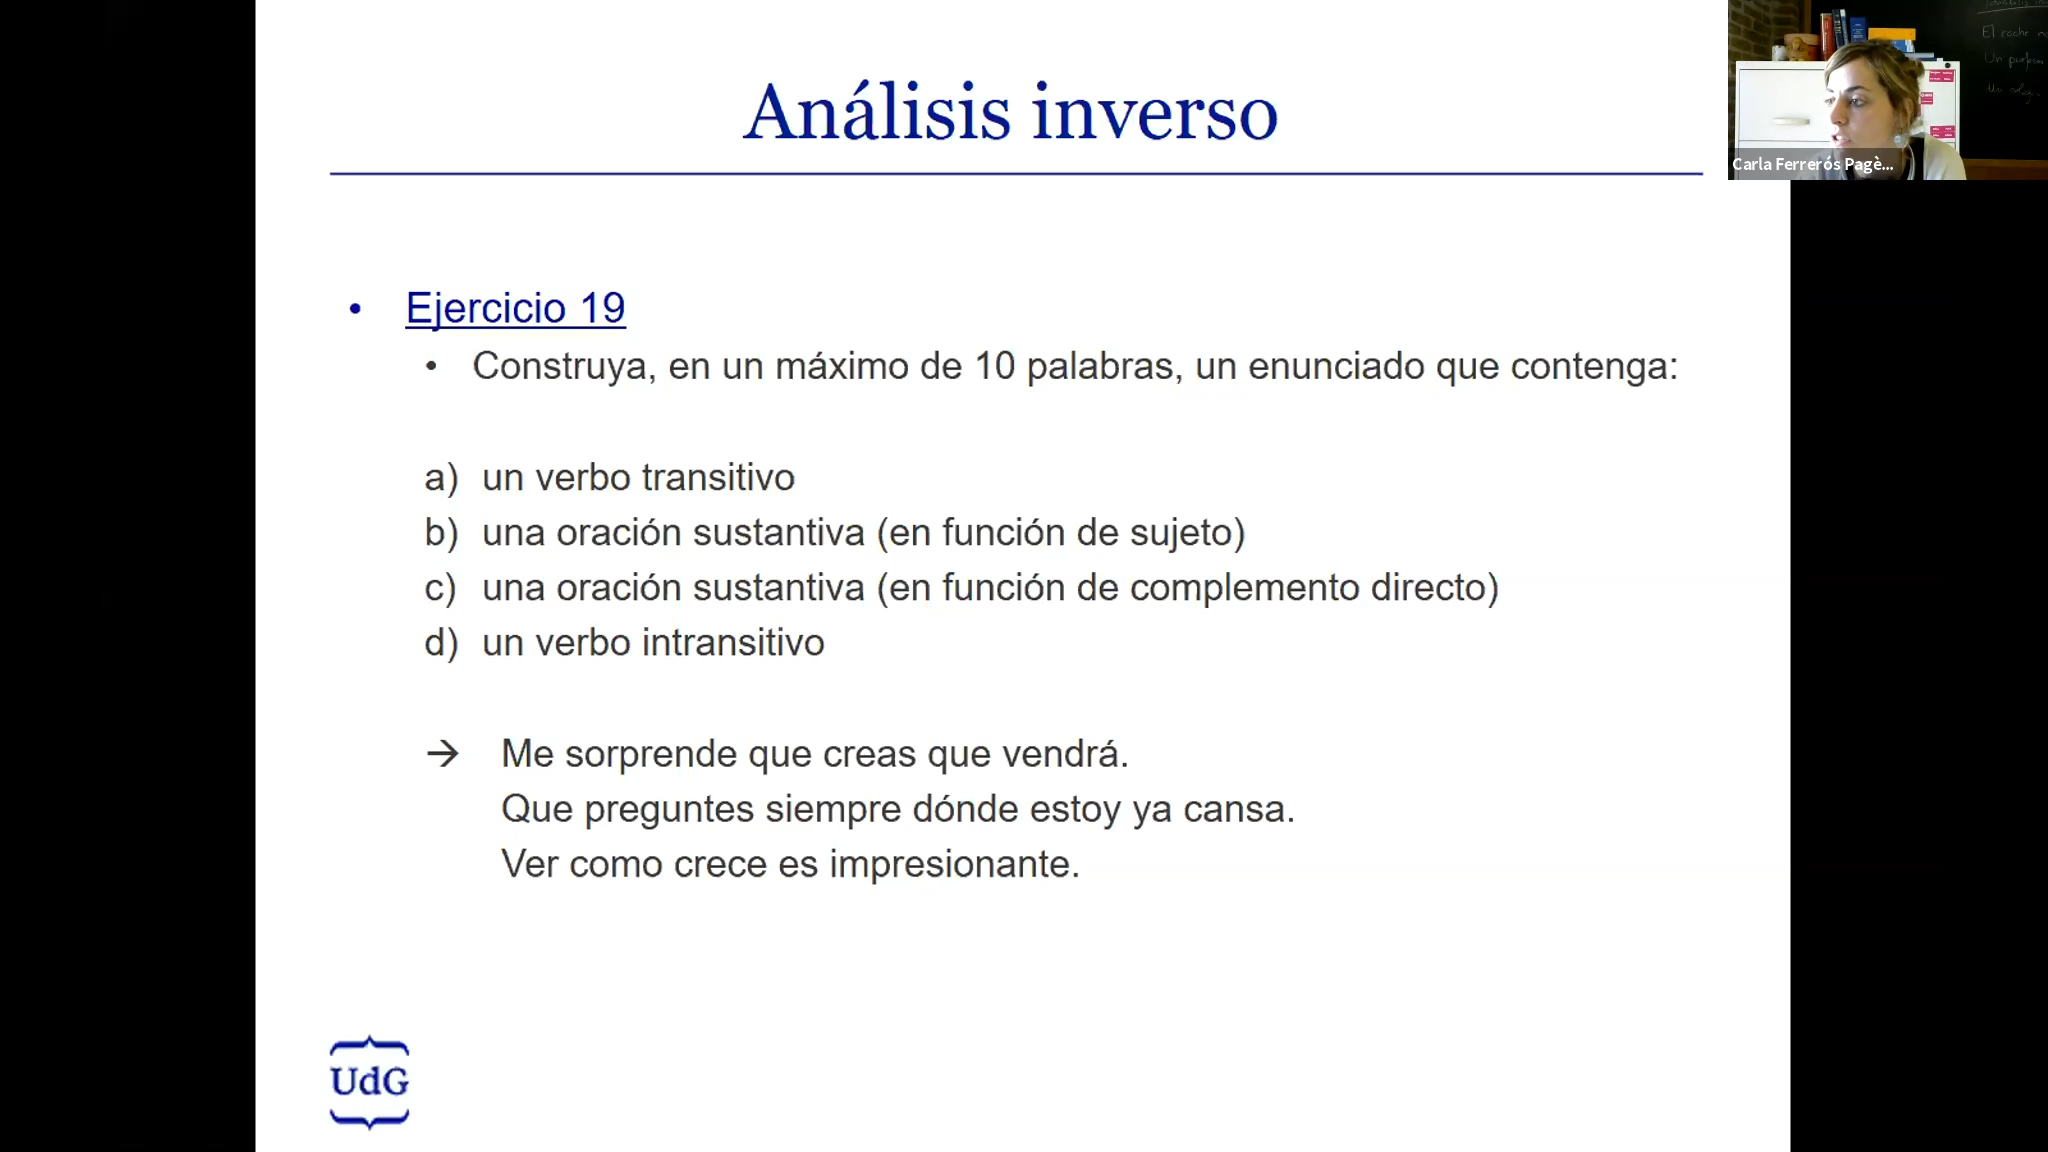 Análisis inverso
Carla Ferrerós Pagè...
El coche
Un
• Ejercicio 19
• Construya, en un máximo de 10 palabras, un enunciado que contenga:
a) un verbo transitivo
b) una oración sustantiva (en función de sujeto)
c) una oración sustantiva (en función de complemento directo)
d) un verbo intransitivo
→ Me sorprende que creas que vendrá.
Que preguntes siempre dónde estoy ya cansa.
Ver como crece es impresionante.
UdG